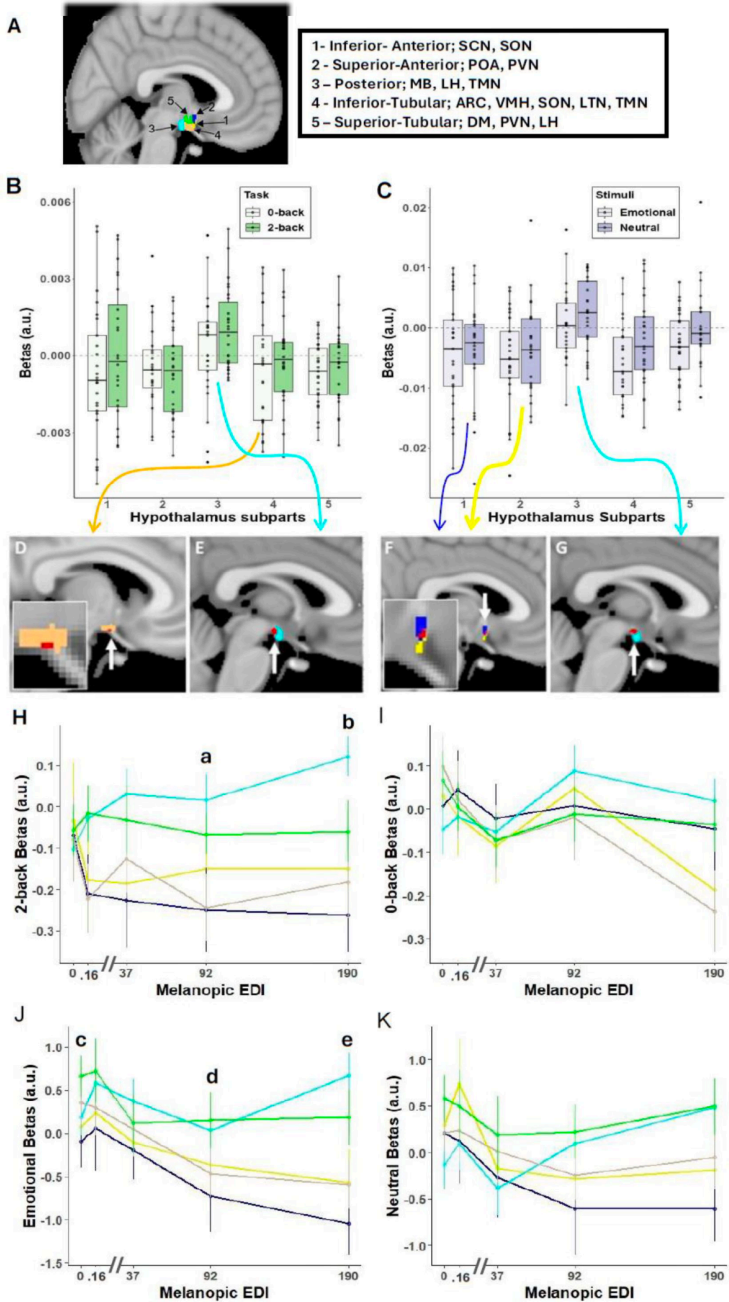 A
1- Inferior- Anterior; SCN, SON
2 – Superior-Anterior; POA, PVN
3 – Posterior; MB, LH, TMN
4 - Inferior-Tubular; ARC, VMH, SON, LTN, TMN
5 – Superior-Tubular; DM, PVN, LH
5
2
1
3
4
B
Task
0-back
2-back
0.006
0.003
0.000
-0.003
Betas (a.u.)
1 2 3 4 5
Hypothalamus subparts
C
Stimuli
Emotional
Neutral
0.02
0.01
0.00
-0.01
-0.02
1 2 3 4 5
Hypothalamus Subparts
D
E
F
G
H
a
b
0.1
0.0
-0.1
-0.2
-0.3
2-back Betas (a.u.)
0 .16 // 37 92 190
Melanopic EDI
I
0.1
0.0
-0.1
-0.2
-0.3
0-back Betas (a.u.)
0 .16 // 37 92 190
Melanopic EDI
J
c
d
e
1.0
0.5
0.0
-0.5
-1.0
-1.5
Emotional Betas (a.u.)
0 .16 // 37 92 190
Melanopic EDI
K
1.0
0.5
0.0
-0.5
-1.0
Neutral Betas (a.u.)
0 .16 // 37 92 190
Melanopic EDI